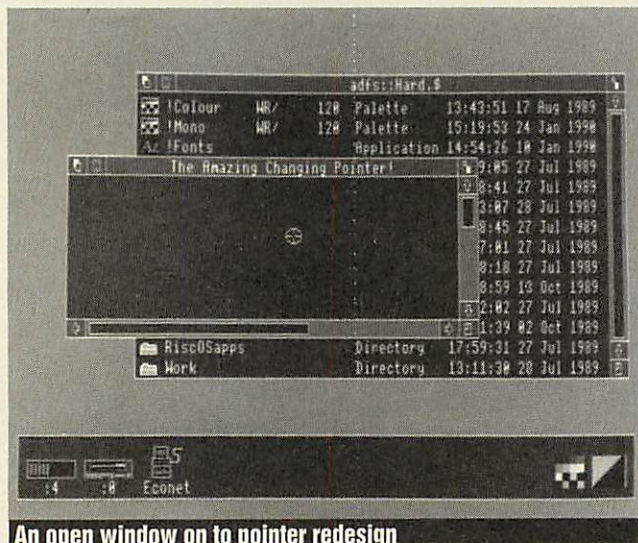 adfs::Hard.$
!Colour WR/ 120 Palette 13:43:51 17 Aug 1989
!Mono WR/ 120 Palette 15:19:53 24 Jan 1990
!Fonts Application 14:54:26 10 Jan 1990
The Amazing Changing Pointer!
9:05 27 Jul 1989
8:41 27 Jul 1989
3:07 28 Jul 1989
8:45 27 Jul 1989
7:01 27 Jul 1989
8:18 27 Jul 1989
8:59 Oct 1989
2:02 27 Jul 1989
1:39 02 Oct 1989
RiscOSapps Directory 17:59:31 27 Jul 1989
Work Directory 13:11:30 28 Jul 1989
:4 :0 Econet
An open window on to pointer redesign